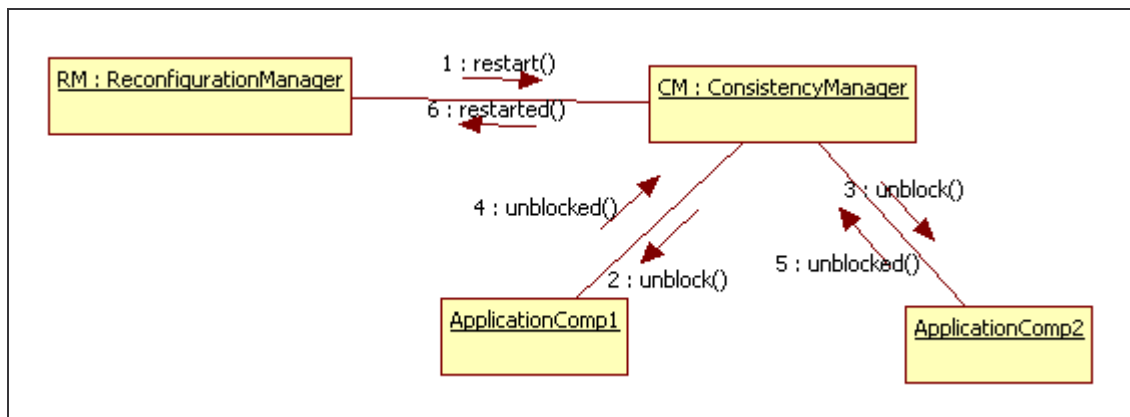 1 : restart()
RM : ReconfigurationManager
CM : ConsistencyManager
6 : restarted()
4 : unblocked()
3 : unblock()
2 : unblock()
5 : unblocked()
ApplicationComp1
ApplicationComp2